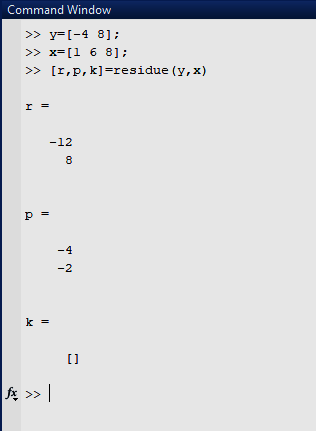 Command Window
>> y=[-4 8];
>> x=[1 6 8];
>> [r,p,k]=residue(y,x)
r =
-12
8
p =
-4
-2
k =
[]
fx >>